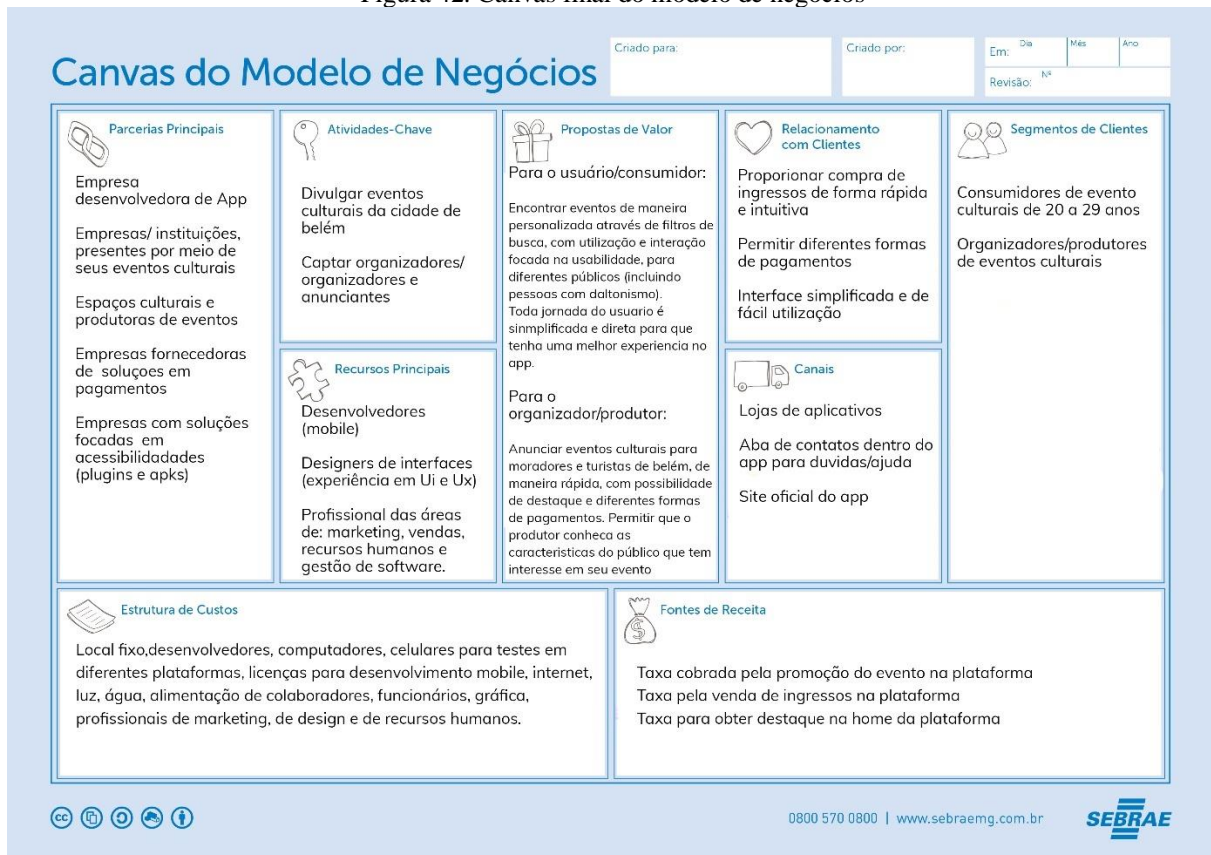 Figura 42. Canvas final do modelo de negócios
Canvas do Modelo de Negócios
Criado para:
Criado por:
Em:
Dia
Mês
Ano
Revisão:
Nº
Parcerias Principais
Empresa
desenvolvedora de App
Empresas/ instituições,
presentes por meio de
seus eventos culturais
Espaços culturais e
produtoras de eventos
Empresas fornecedoras
de soluçoes em
pagamentos
Empresas com soluções
focadas em
acessibilidadades
(plugins e apks)
Atividades-Chave
Divulgar eventos
culturais da cidade de
belém
Captar organizadores/
organizadores e
anunciantes
Recursos Principais
Desenvolvedores
(mobile)
Designers de interfaces
(experiência em Ui e Ux)
Profissional das áreas
de: marketing, vendas,
recursos humanos e
gestão de software.
Propostas de Valor
Para o usuário/consumidor:
Encontrar eventos de maneira
personalizada através de filtros de
busca, com utilização e interação
focada na usabilidade, para
diferentes públicos (incluindo
pessoas com daltonismo).
Toda jornada do usuario é
sinmplificada e direta para que
tenha uma melhor experiencia no
app.
Para o
organizador/produtor:
Anunciar eventos culturais para
moradores e turistas de belém, de
maneira rápida, com possibilidade
de destaque e diferentes formas
de pagamentos. Permitir que o
produtor conheca as
caracteristicas do público que tem
interesse em seu evento
Relacionamento
com Clientes
Proporionar compra de
ingressos de forma rápida
e intuitiva
Permitir diferentes formas
de pagamentos
Interface simplificada e de
fácil utilização
Canais
Lojas de aplicativos
Aba de contatos dentro do
app para duvidas/ajuda
Site oficial do app
Segmentos de Clientes
Consumidores de evento
culturais de 20 a 29 anos
Organizadores/produtores
de eventos culturais
Estrutura de Custos
Local fixo,desenvolvedores, computadores, celulares para testes em
diferentes plataformas, licenças para desenvolvimento mobile, internet,
luz, água, alimentação de colaboradores, funcionários, gráfica,
profissionais de marketing, de design e de recursos humanos.
Fontes de Receita
Taxa cobrada pela promoção do evento na plataforma
Taxa pela venda de ingressos na plataforma
Taxa para obter destaque na home da plataforma
cc
0800 570 0800 | www.sebraemg.com.br
SEBRAE